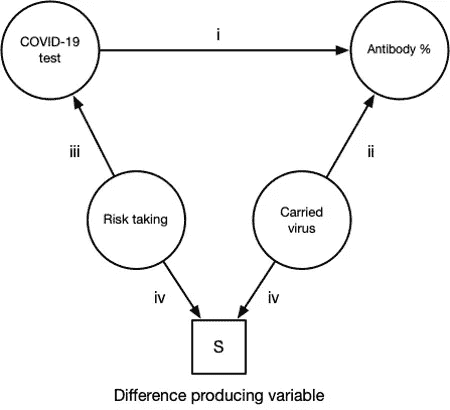 i
COVID-19
test
Antibody %
iii
ii
Risk taking
Carried
virus
iv
iv
S
Difference producing variable